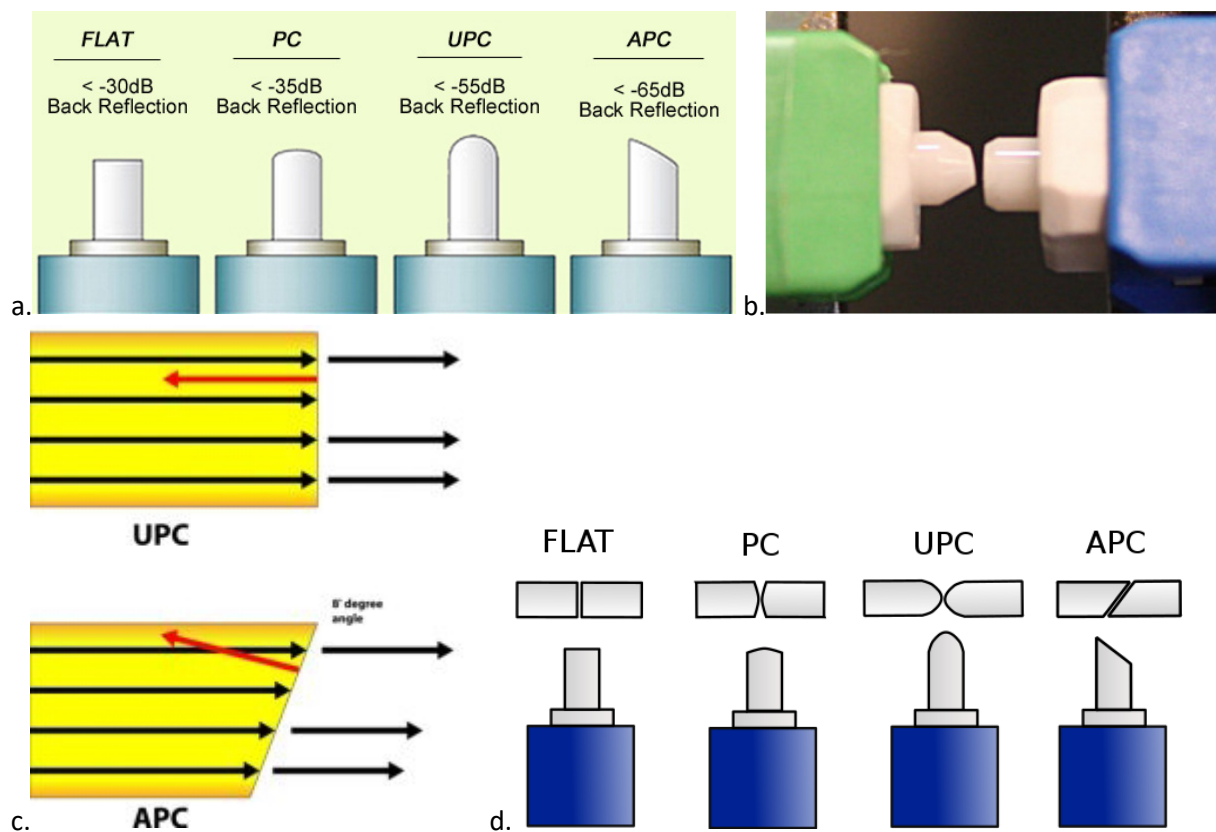 FLAT PC UPC APC
< -30dB < -35dB < -55dB < -65dB
Back Reflection Back Reflection Back Reflection Back Reflection
a. b.
UPC
8° degree
angle
APC
c.
FLAT PC UPC APC
d.